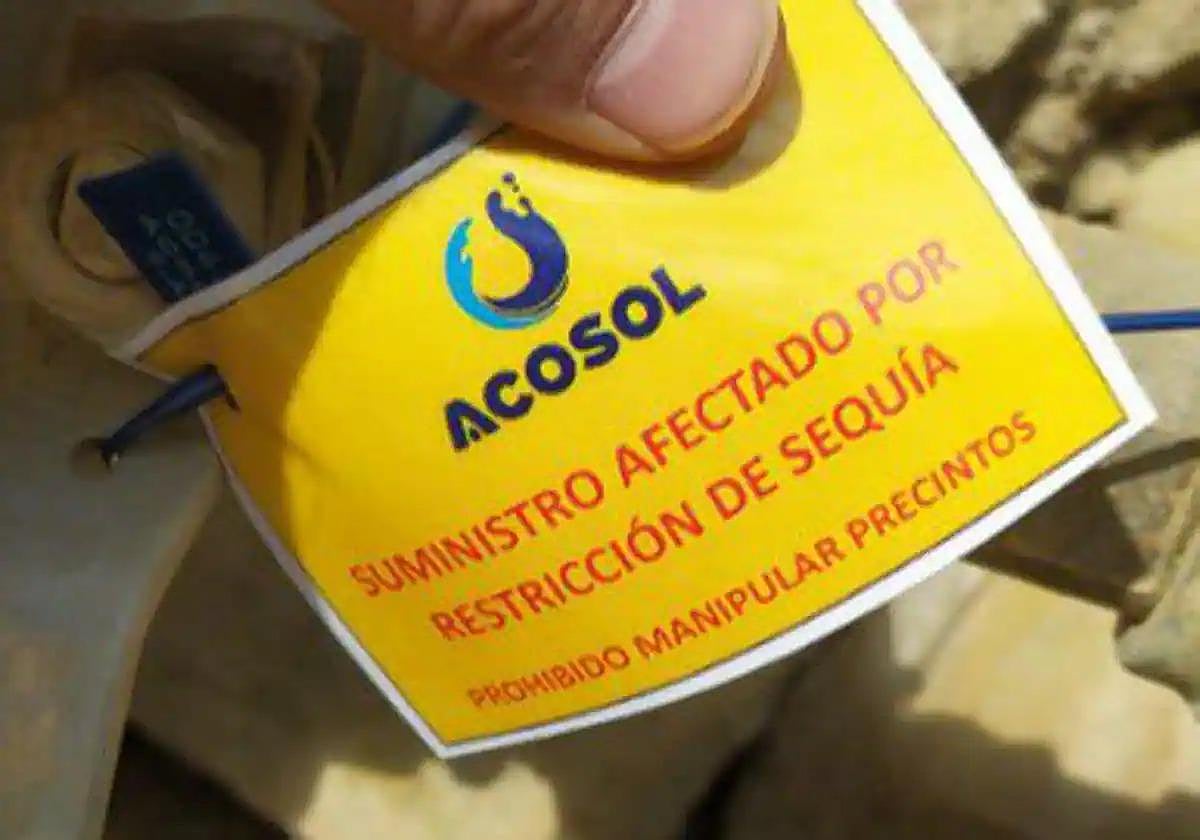 ACOSOL
SUMINISTRO AFECTADO POR
RESTRICCIÓN DE SEQUÍA
PROHIBIDO MANIPULAR PRECINTOS